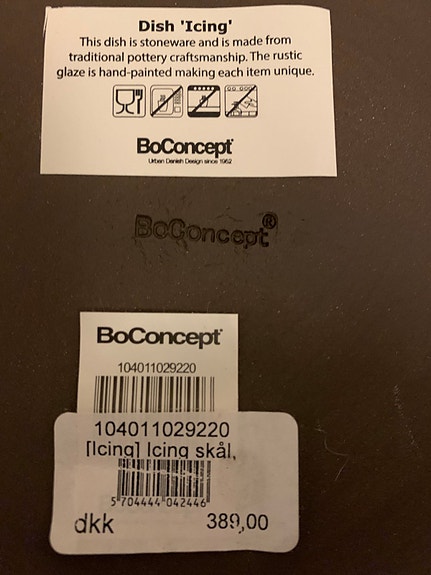 Dish 'Icing'
This dish is stoneware and is made from
traditional pottery craftsmanship. The rustic
glaze is hand-painted making each item unique.
BoConcept®
Urban Danish Design since 1952
BoConcept®
BoConcept®
104011029220
104011029220
[Icing] Icing skål,
5 704444 042446
dkk 389,00